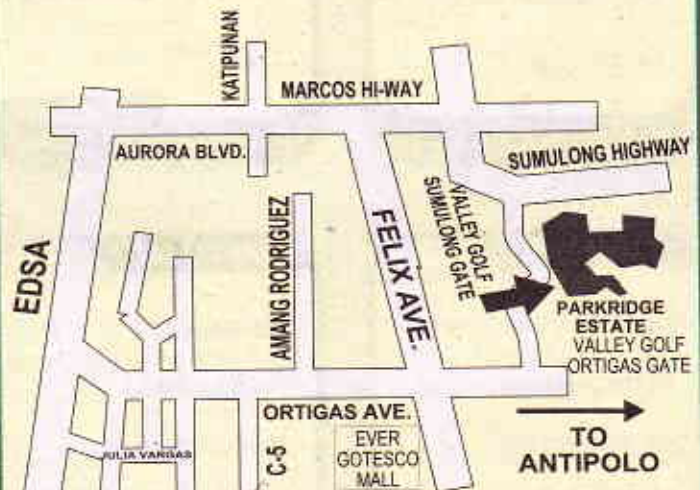 KATIPUNAN
MARCOS HI-WAY
AURORA BLVD.
SUMULONG HIGHWAY
VALLEY GOLF
SUMULONG GATE
EDSA
AMANG RODRIGUEZ
FELIX AVE.
PARKRIDGE
ESTATE
VALLEY GOLF
ORTIGAS GATE
ORTIGAS AVE.
JULIA VARGAS
C-5
EVER
GOTESCO
MALL
TO
ANTIPOLO